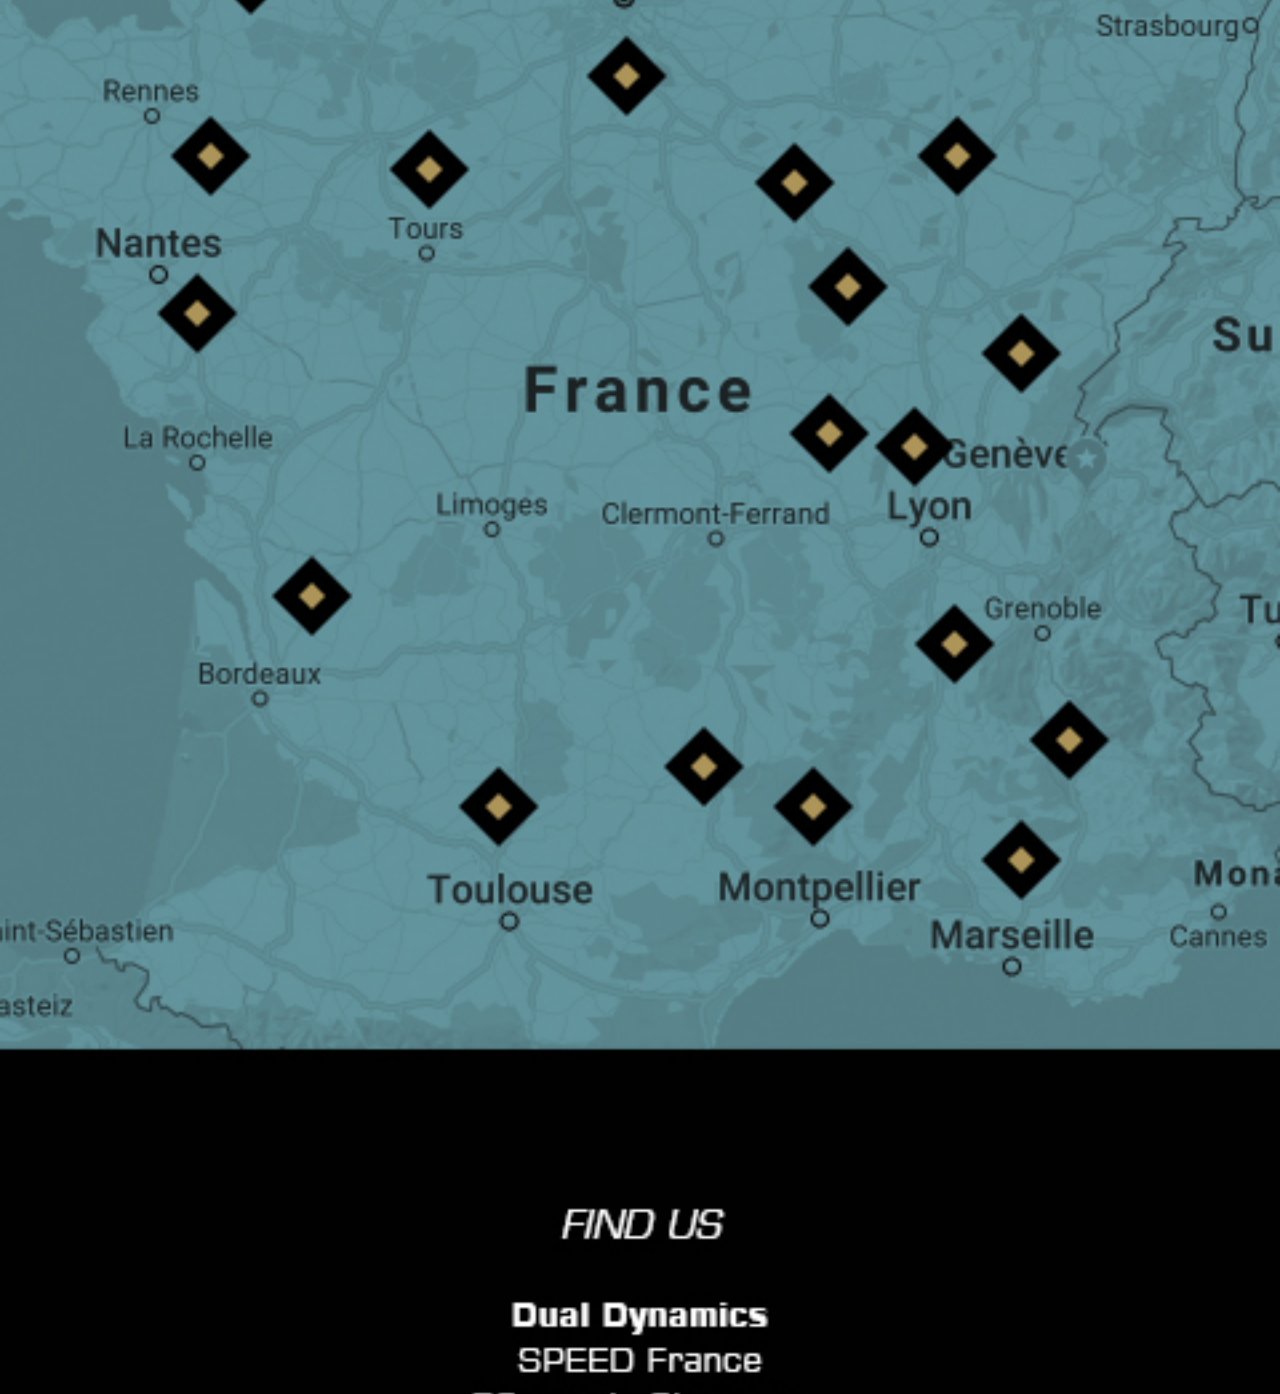 Strasbourg
Rennes
Tours
Nantes
Su
France
La Rochelle
Genève
Limoges
Clermont-Ferrand
Lyon
Grenoble
Tu
Bordeaux
Toulouse
Montpellier
Mona
Marseille
Cannes
aint-Sébastien
asteiz
FIND US
Dual Dynamics
SPEED France